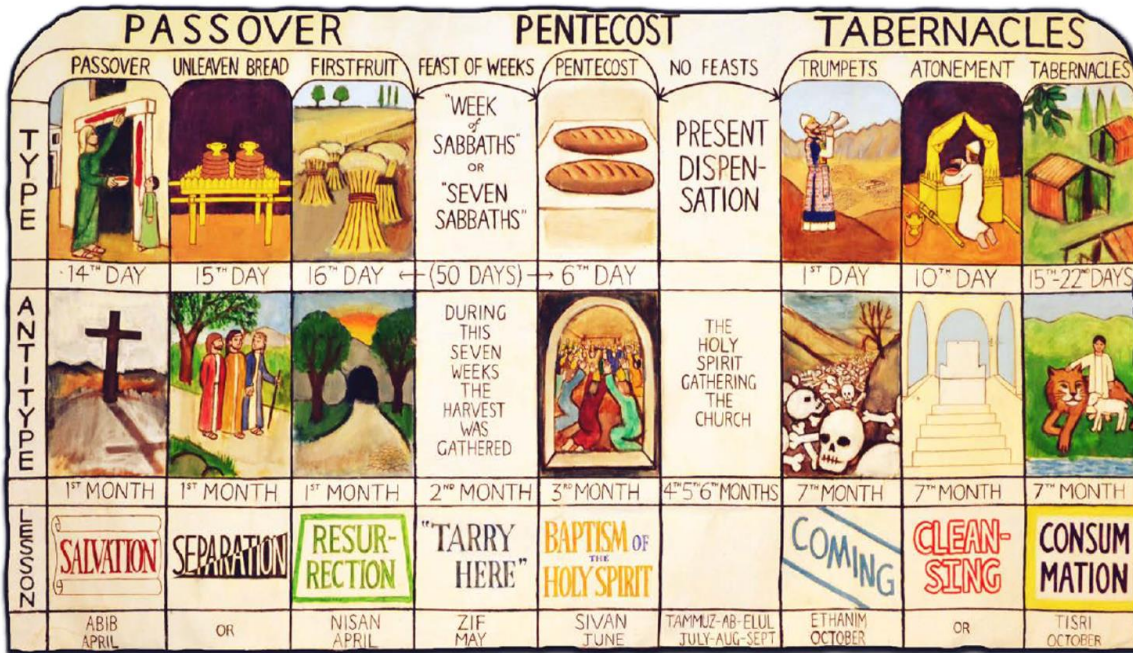 PASSOVER PENTECOST TABERNACLES
PASSOVER UNLEAVEN BREAD FIRSTFRUIT FEAST OF WEEKS PENTECOST NO FEASTS TRUMPETS ATONEMENT TABERNACLES
TYPE
"WEEK
of
SABBATHS"
OR
"SEVEN
SABBATHS"
PRESENT
DISPEN-
SATION
14TH DAY 15TH DAY 16TH DAY ← (50 DAYS) → 6TH DAY 1ST DAY 10TH DAY 15TH-22ND DAYS
ANTITYPE
DURING
THIS
SEVEN
WEEKS
THE
HARVEST
WAS
GATHERED
THE
HOLY
SPIRIT
GATHERING
THE
CHURCH
1ST MONTH 1ST MONTH 1ST MONTH 2ND MONTH 3RD MONTH 4TH 5TH 6TH MONTHS 7TH MONTH 7TH MONTH 7TH MONTH
LESSON
SALVATION
SEPARATION
RESUR-
RECTION
"TARRY
HERE"
BAPTISM OF
THE
HOLY SPIRIT
COMING
CLEAN-
SING
CONSUM
MATION
ABIB
APRIL
OR
NISAN
APRIL
ZIF
MAY
SIVAN
JUNE
TAMMUZ-AB-ELUL
JULY-AUG-SEPT
ETHANIM
OCTOBER
OR
TISRI
OCTOBER